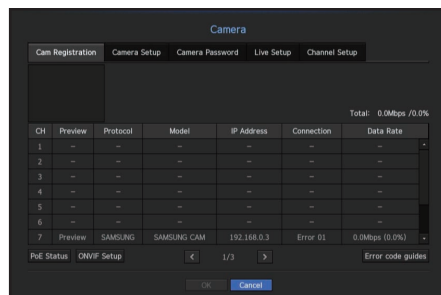 Camera
Cam Registration Camera Setup Camera Password Live Setup Channel Setup
Total: 0.0Mbps /0.0%
CH Preview Protocol Model IP Address Connection Data Rate
1 – – – – – –
2 – – – – – –
3 – – – – – –
4 – – – – – –
5 – – – – – –
6 – – – – – –
7 Preview SAMSUNG SAMSUNG CAM 192.168.0.3 Error 01 0.0Mbps (0.0%)
PoE Status ONVIF Setup < 1/3 > Error code guides
OK Cancel